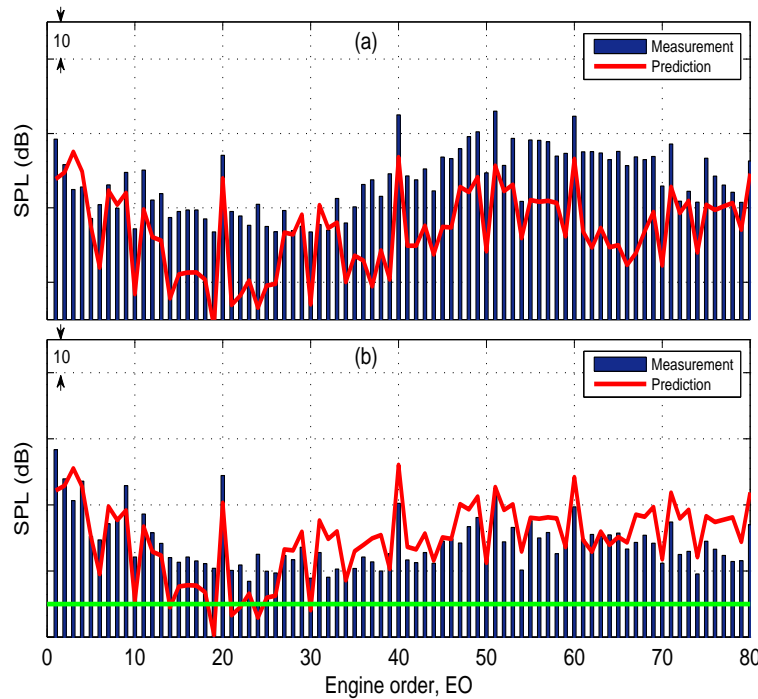 10
(a)
Measurement
Prediction
SPL (dB)
10
(b)
Measurement
Prediction
SPL (dB)
0 10 20 30 40 50 60 70 80
Engine order, EO